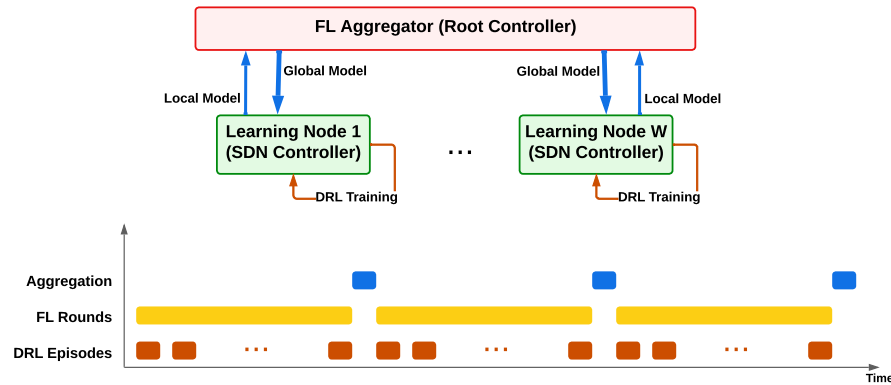 FL Aggregator (Root Controller)
Global Model
Global Model
Local Model
Local Model
Learning Node 1
(SDN Controller)
...
Learning Node W
(SDN Controller)
DRL Training
DRL Training
Aggregation
FL Rounds
DRL Episodes
...
...
...
Time